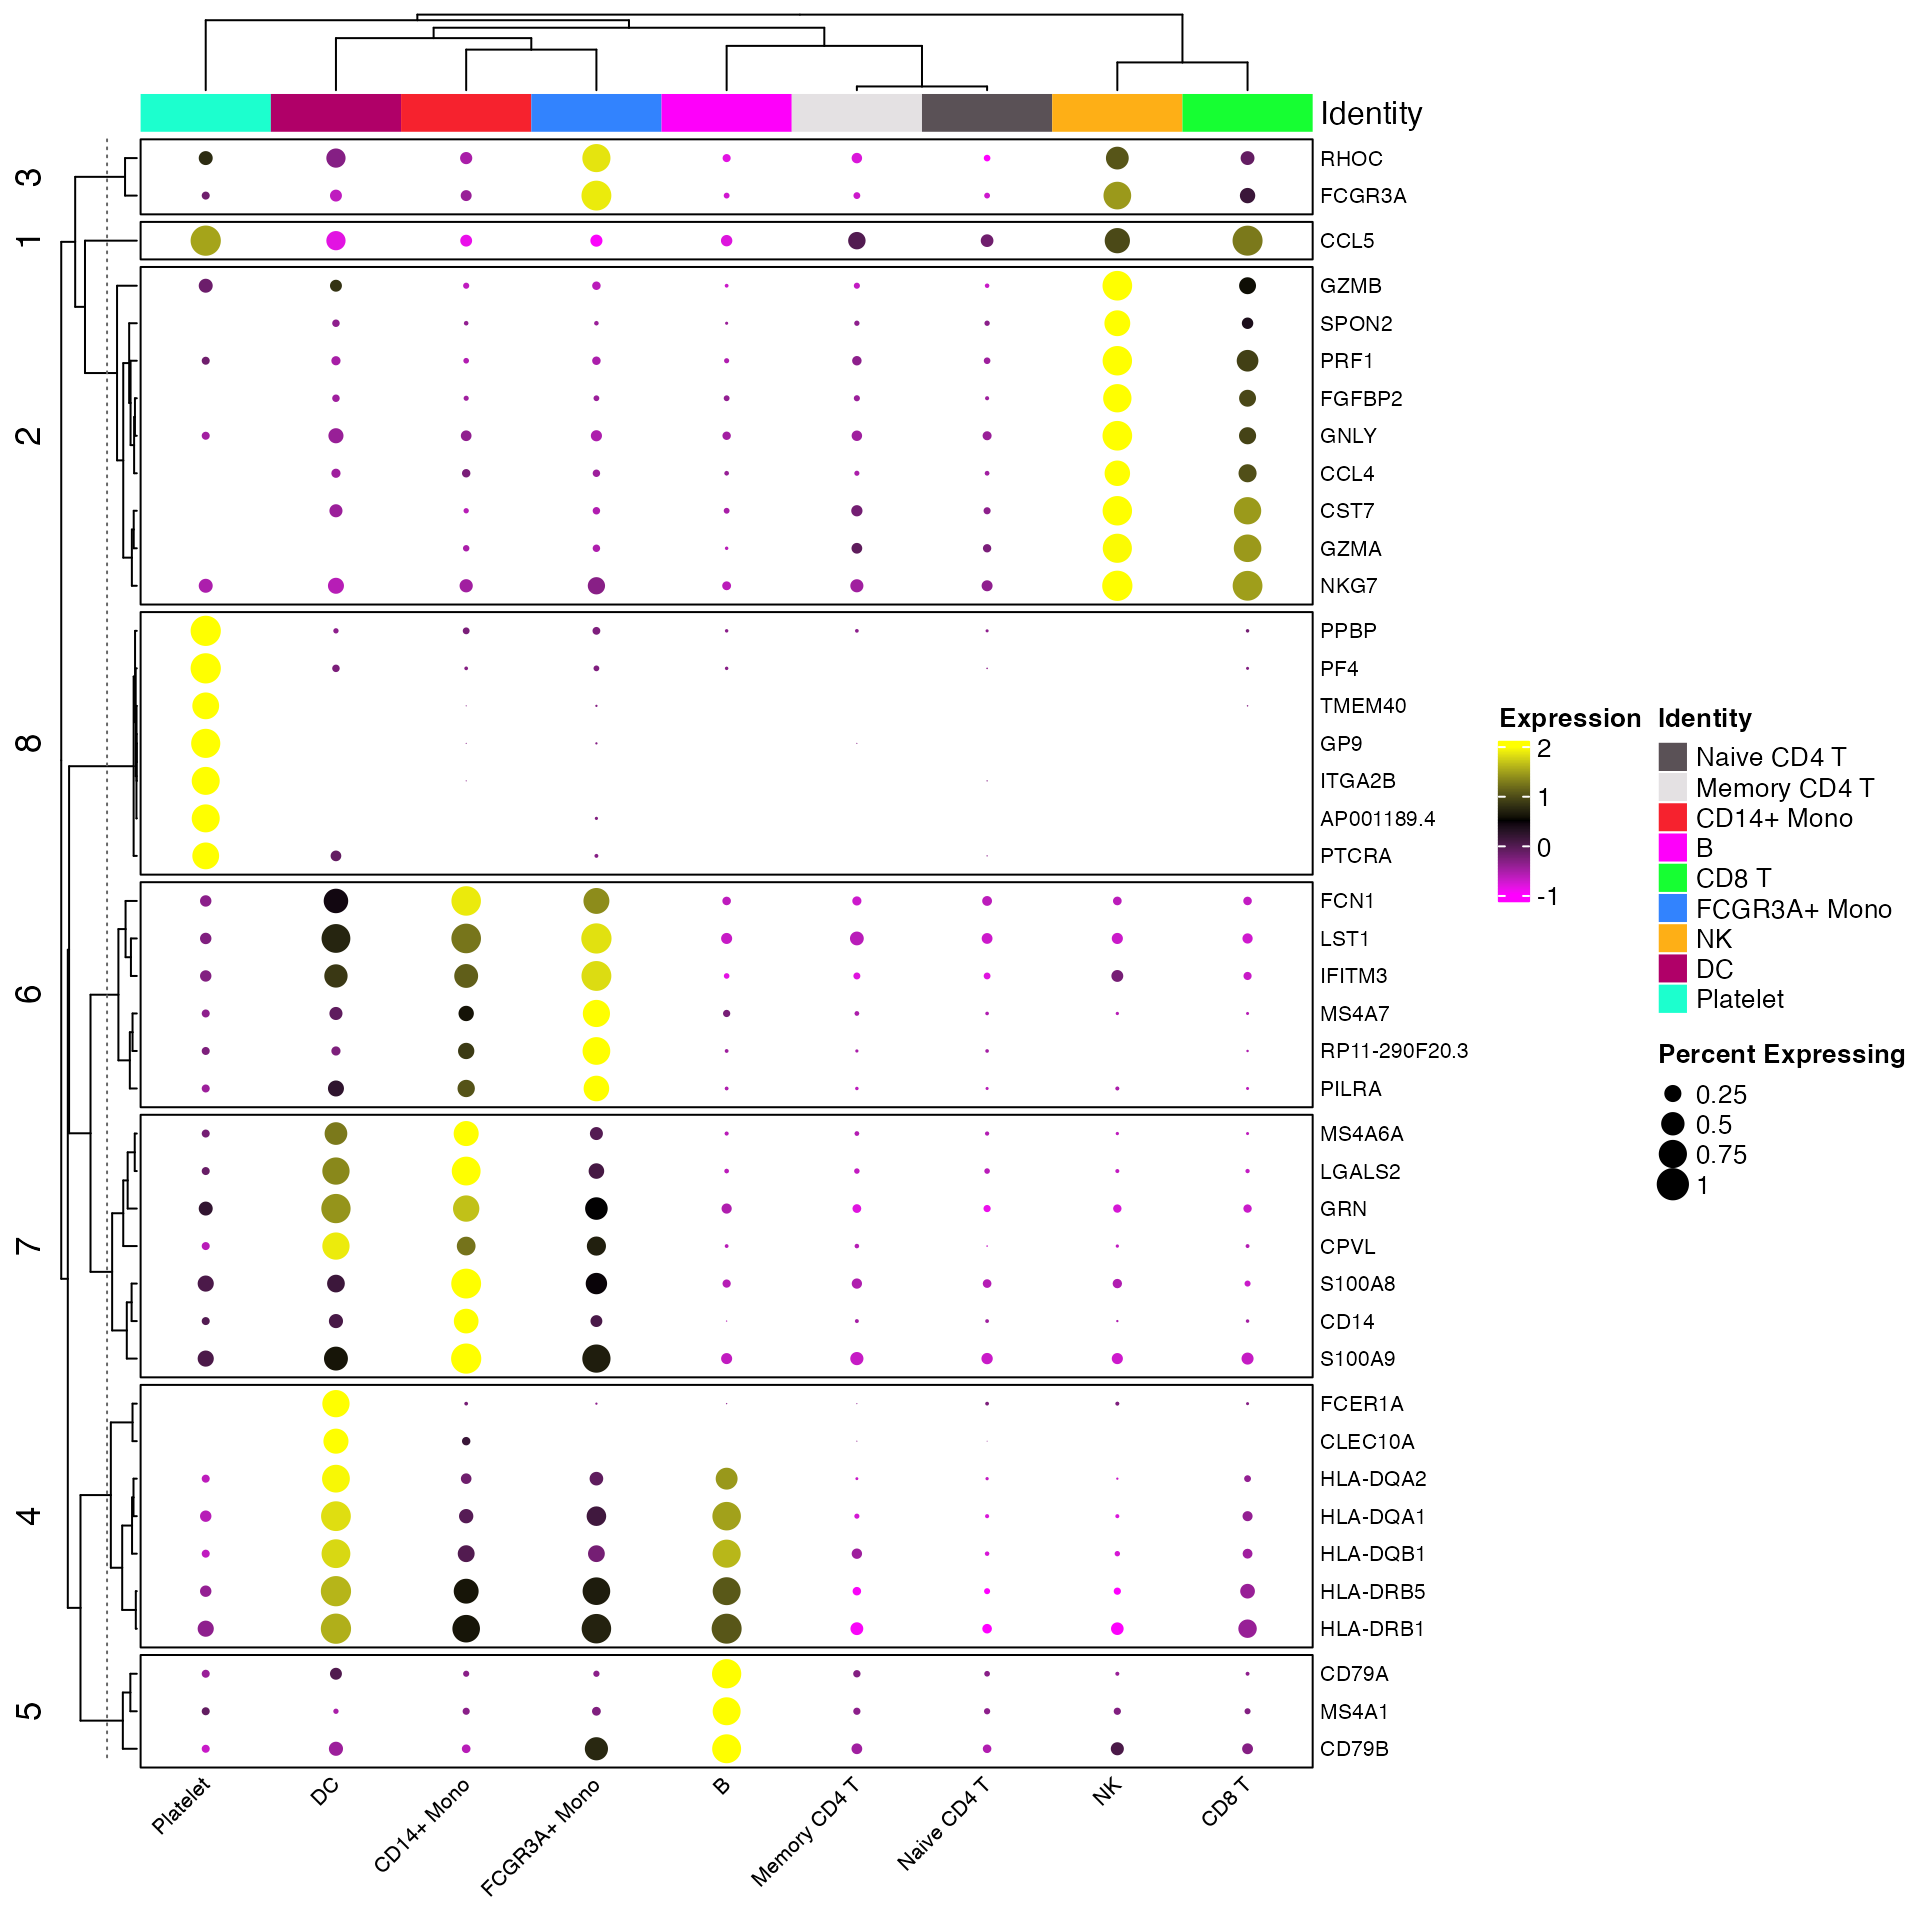 Identity
3
RHOC
FCGR3A
1
CCL5
2
GZMB
SPON2
PRF1
FGFBP2
GNLY
CCL4
CST7
GZMA
NKG7
8
PPBP
PF4
TMEM40
GP9
ITGA2B
AP001189.4
PTCRA
6
FCN1
LST1
IFITM3
MS4A7
RP11-290F20.3
PILRA
7
MS4A6A
LGALS2
GRN
CPVL
S100A8
CD14
S100A9
4
FCER1A
CLEC10A
HLA-DQA2
HLA-DQA1
HLA-DQB1
HLA-DRB5
HLA-DRB1
5
CD79A
MS4A1
CD79B
Platelet
DC
CD14+ Mono
FCGR3A+ Mono
B
Memory CD4 T
Naive CD4 T
NK
CD8 T
Expression
2
1
0
-1
Identity
Naive CD4 T
Memory CD4 T
CD14+ Mono
B
CD8 T
FCGR3A+ Mono
NK
DC
Platelet
Percent Expressing
0.25
0.5
0.75
1